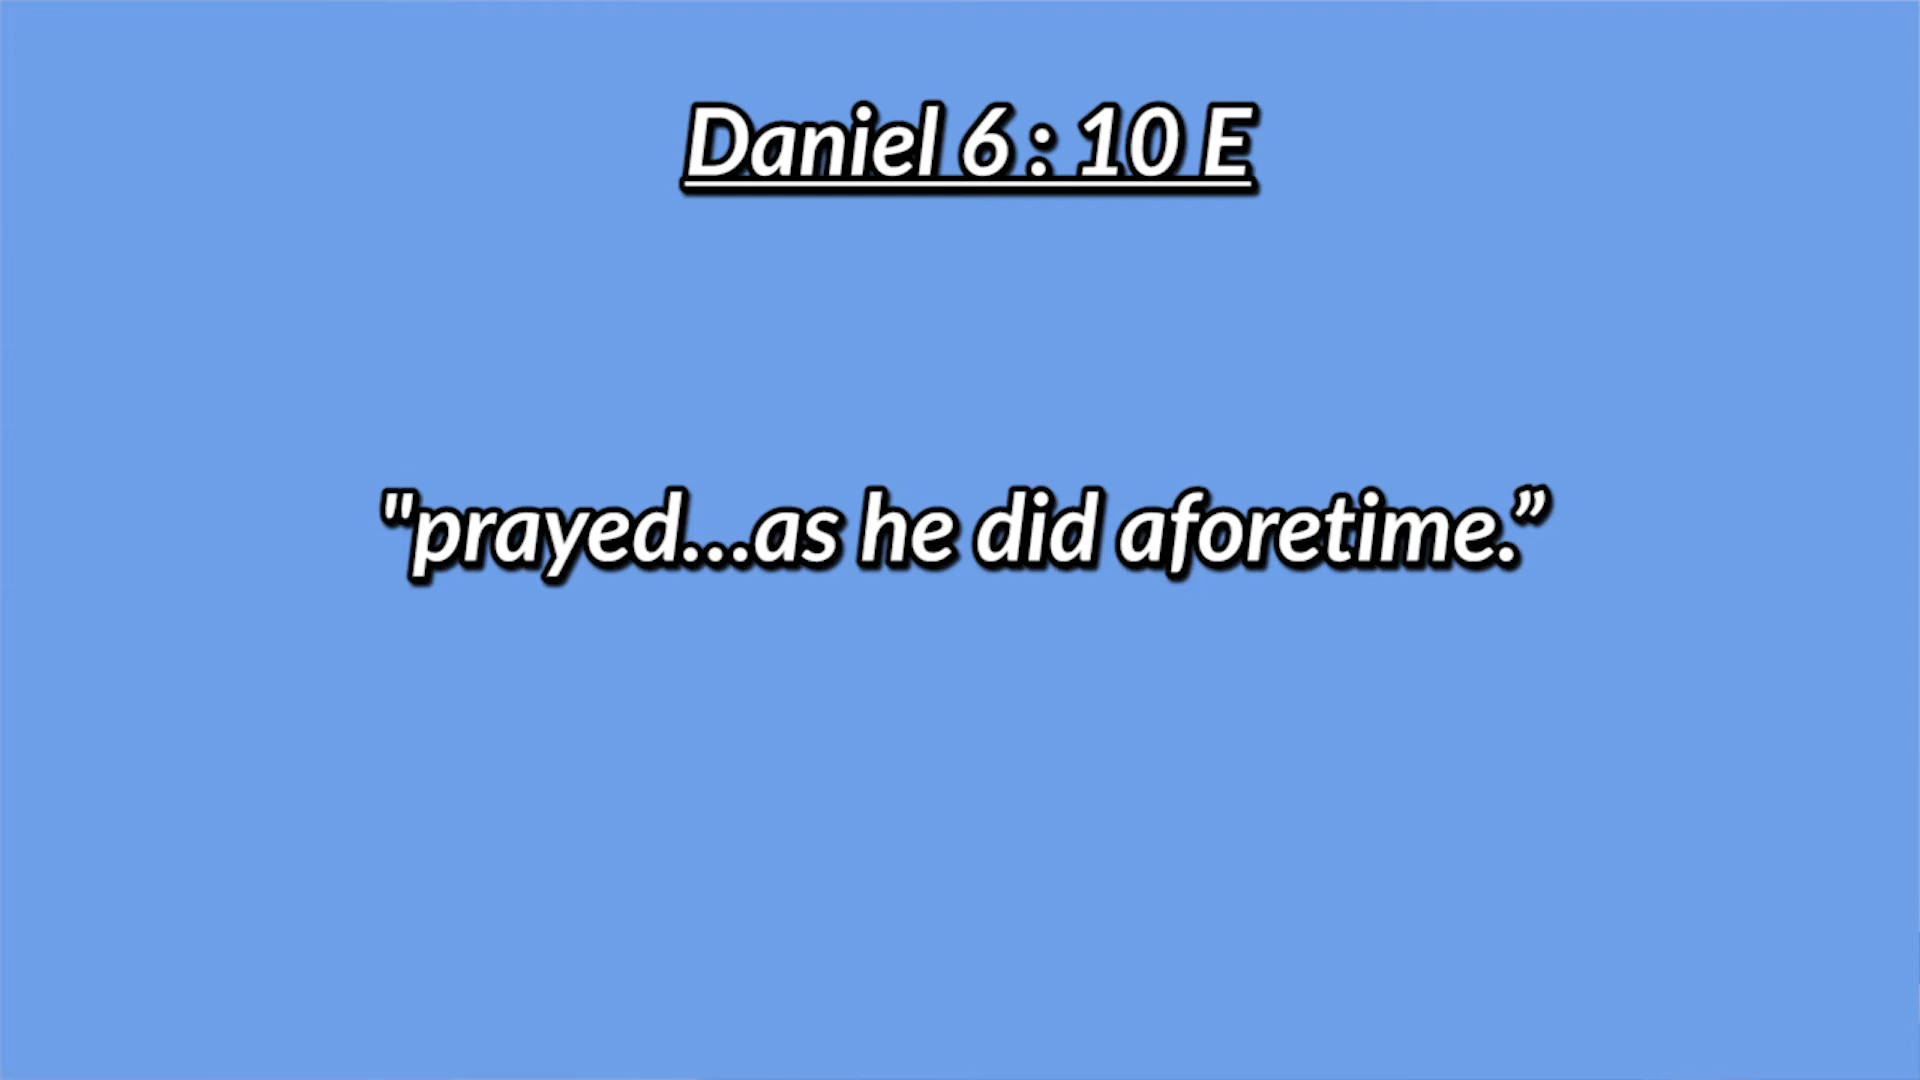 Daniel 6 : 10 E
"prayed...as he did aforetime.”